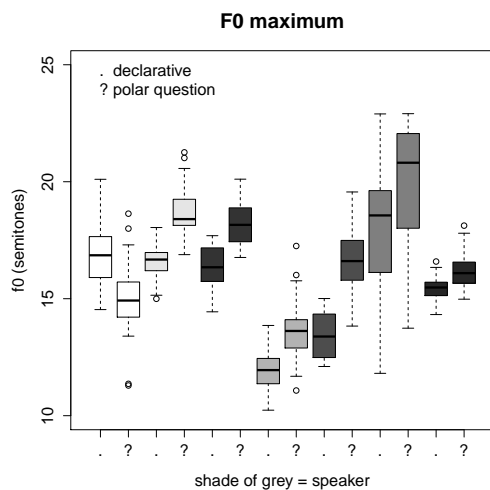 F0 maximum
. declarative
? polar question
25
20
15
10
f0 (semitones)
. ? . ? . ? . ? . ? . ? . ?
shade of grey = speaker